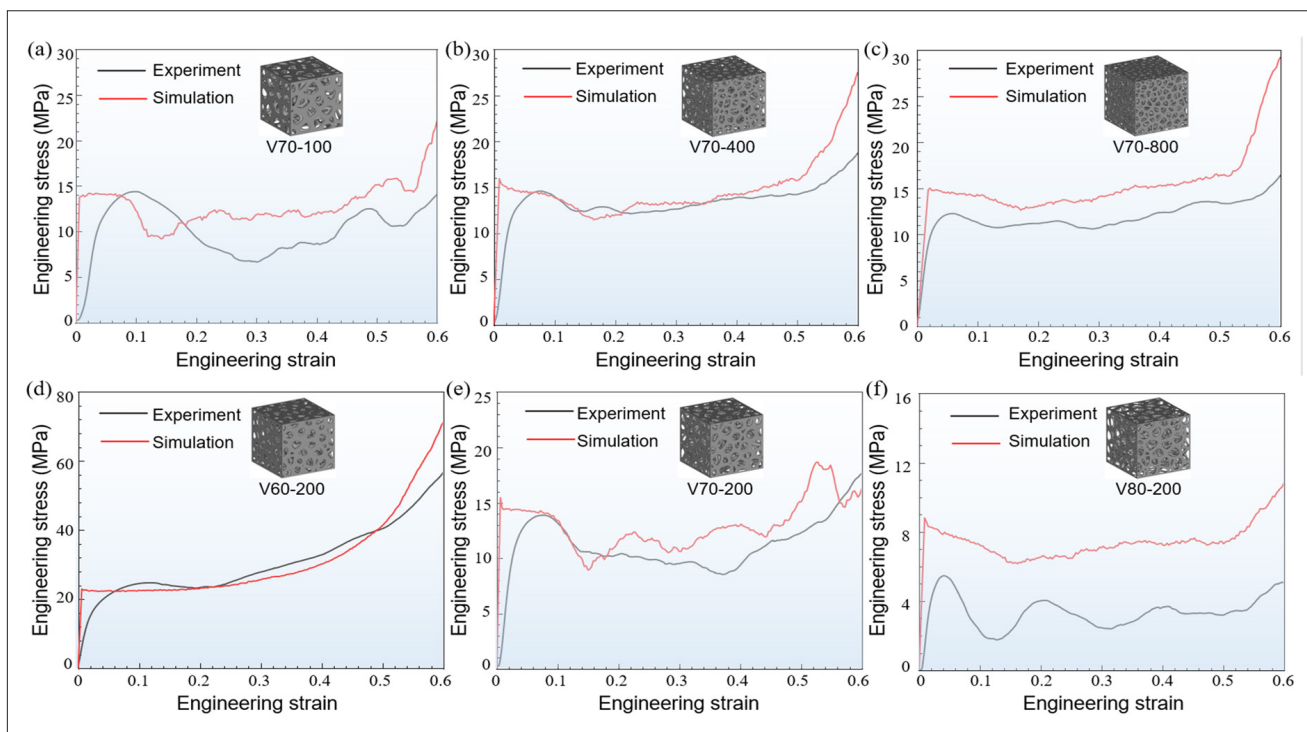 (a)
30
25
20
15
10
5
0
Engineering stress (MPa)
Experiment
Simulation
V70-100
0 0.1 0.2 0.3 0.4 0.5 0.6
Engineering strain
(b)
30
25
20
15
10
5
0
Engineering stress (MPa)
Experiment
Simulation
V70-400
0 0.1 0.2 0.3 0.4 0.5 0.6
Engineering strain
(c)
30
25
20
15
10
5
0
Engineering stress (MPa)
Experiment
Simulation
V70-800
0 0.1 0.2 0.3 0.4 0.5 0.6
Engineering strain
(d)
80
60
40
20
0
Engineering stress (MPa)
Experiment
Simulation
V60-200
0 0.1 0.2 0.3 0.4 0.5 0.6
Engineering strain
(e)
25
20
15
10
5
0
Engineering stress (MPa)
Experiment
Simulation
V70-200
0 0.1 0.2 0.3 0.4 0.5 0.6
Engineering strain
(f)
16
12
8
4
0
Engineering stress (MPa)
Experiment
Simulation
V80-200
0 0.1 0.2 0.3 0.4 0.5 0.6
Engineering strain